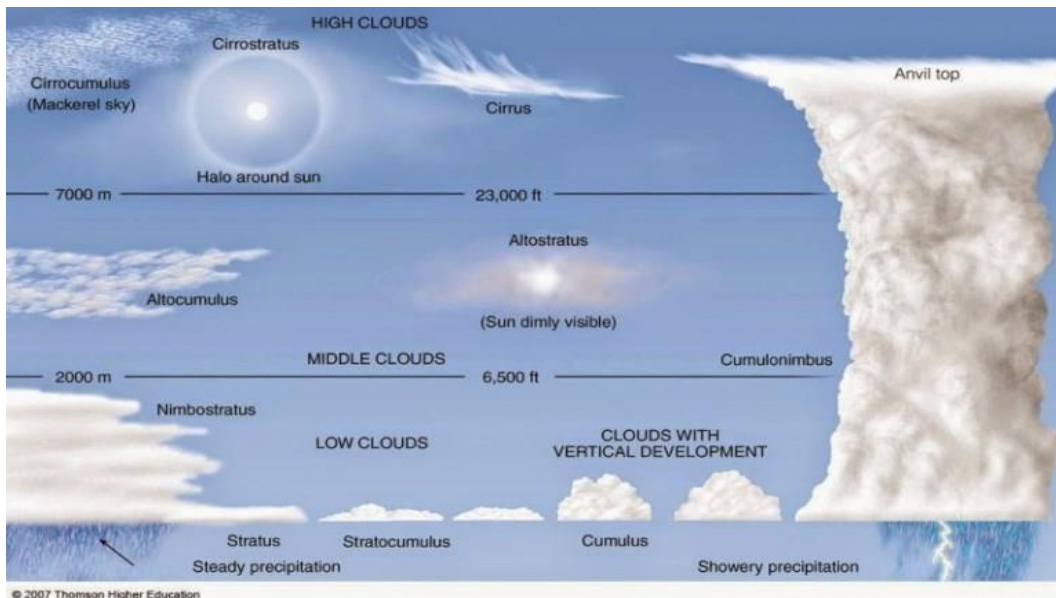 HIGH CLOUDS
Cirrostratus
Cirrocumulus
(Mackerel sky)
Cirrus
Anvil top
Halo around sun
7000 m
23,000 ft
Altostratus
Altocumulus
(Sun dimly visible)
MIDDLE CLOUDS
Cumulonimbus
2000 m
6,500 ft
Nimbostratus
LOW CLOUDS
CLOUDS WITH
VERTICAL DEVELOPMENT
Stratus
Stratocumulus
Cumulus
Steady precipitation
Showery precipitation
© 2007 Thomson Higher Education